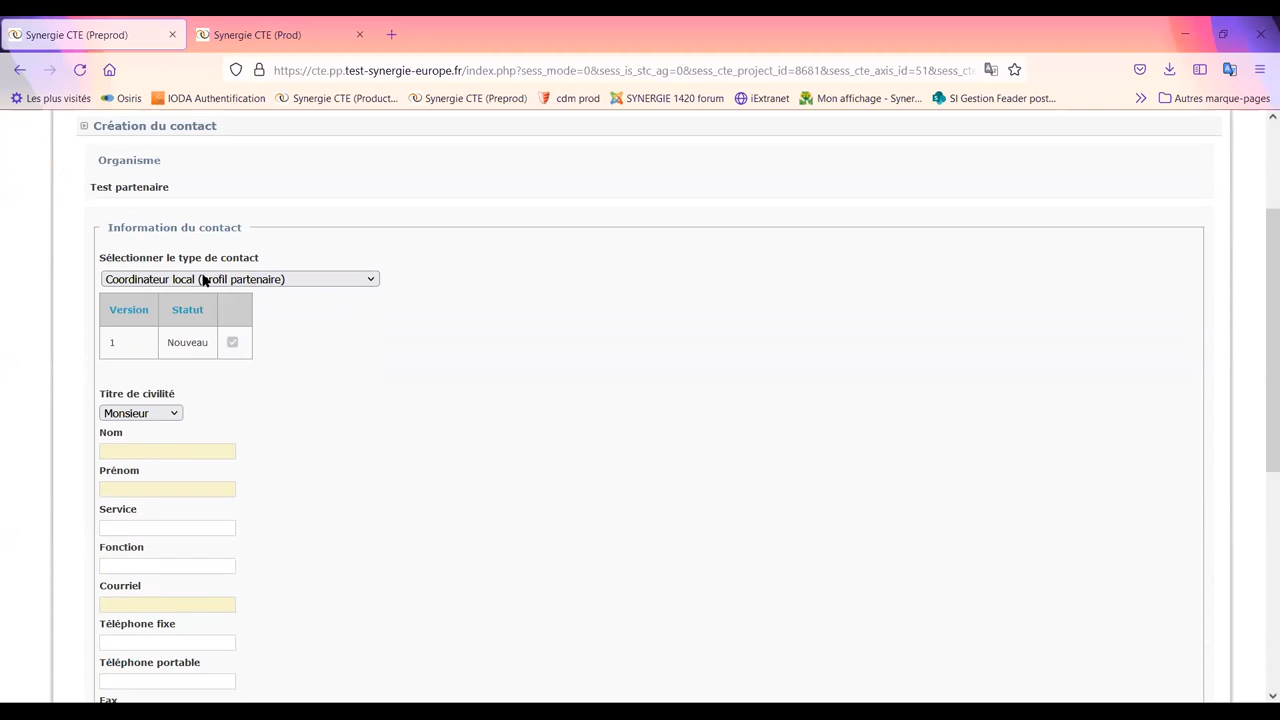 Synergie CTE (Preprod)
Synergie CTE (Prod)
https://cte.pp.test-synergie-europe.fr/index.php?sess_mode=0&sess_is_stc_ag=0&sess_cte_project_id=8681&sess_cte_axis_id=51&sess_cte
Les plus visités
Osiris
IODA Authentification
Synergie CTE (Product...
Synergie CTE (Preprod)
cdm prod
SYNERGIE 1420 forum
iExtranet
Mon affichage - Syner...
SI Gestion Feader post...
Autres marque-pages
Création du contact
Organisme
Test partenaire
Information du contact
Sélectionner le type de contact
Coordinateur local (profil partenaire)
Version Statut
1 Nouveau
Titre de civilité
Monsieur
Nom
Prénom
Service
Fonction
Courriel
Téléphone fixe
Téléphone portable
Fax